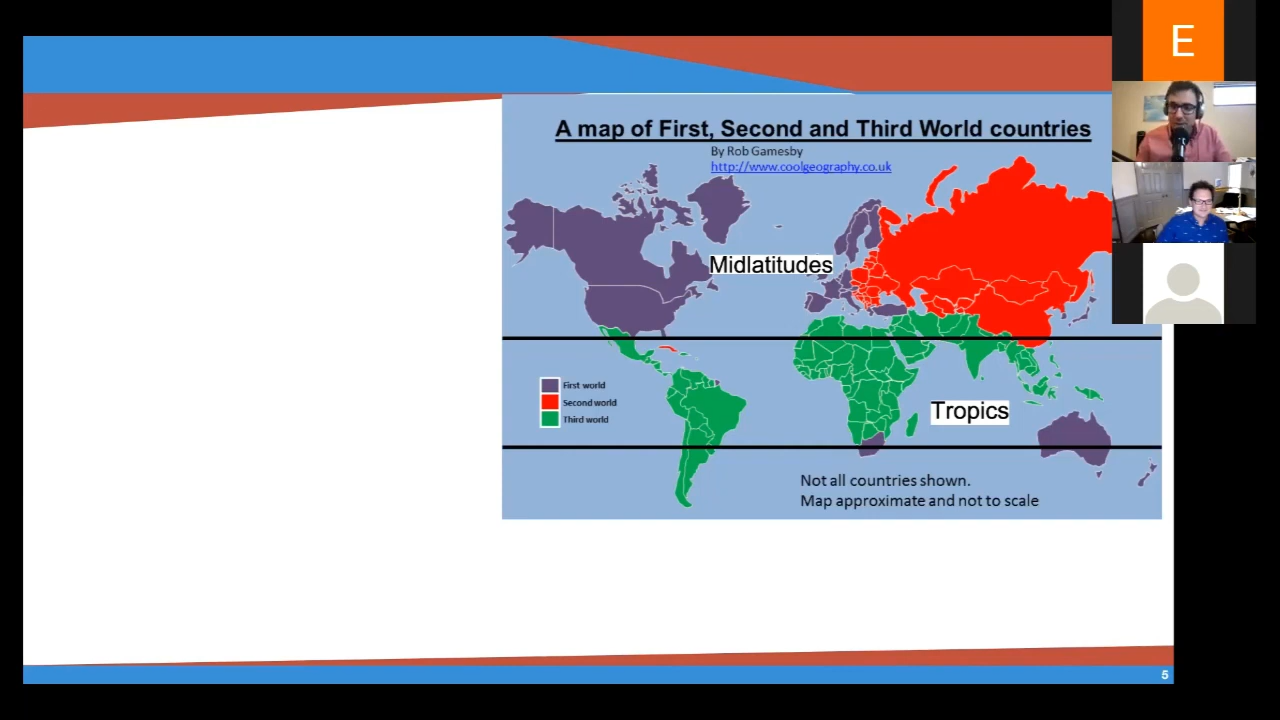 E
A map of First, Second and Third World countries
By Rob Gamesby
http://www.coolgeography.co.uk
Midlatitudes
First world
Second world
Third world
Tropics
Not all countries shown.
Map approximate and not to scale
5